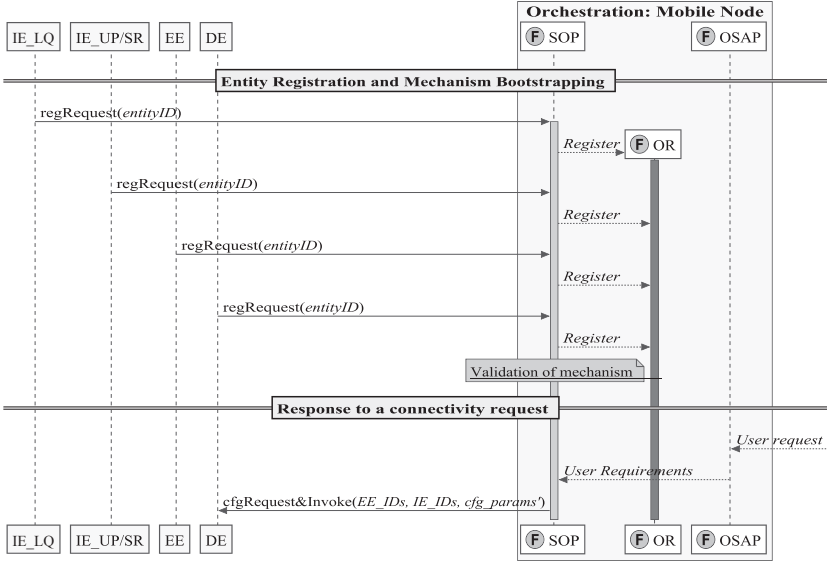 Orchestration: Mobile Node
IE_LQ IE_UP/SR EE DE F SOP F OSAP
Entity Registration and Mechanism Bootstrapping
regRequest(entityID)
Register F OR
regRequest(entityID)
Register
regRequest(entityID)
Register
regRequest(entityID)
Register
Validation of mechanism
Response to a connectivity request
User request
User Requirements
cfgRequest&Invoke(EE_IDs, IE_IDs, cfg_params')
IE_LQ IE_UP/SR EE DE F SOP F OR F OSAP